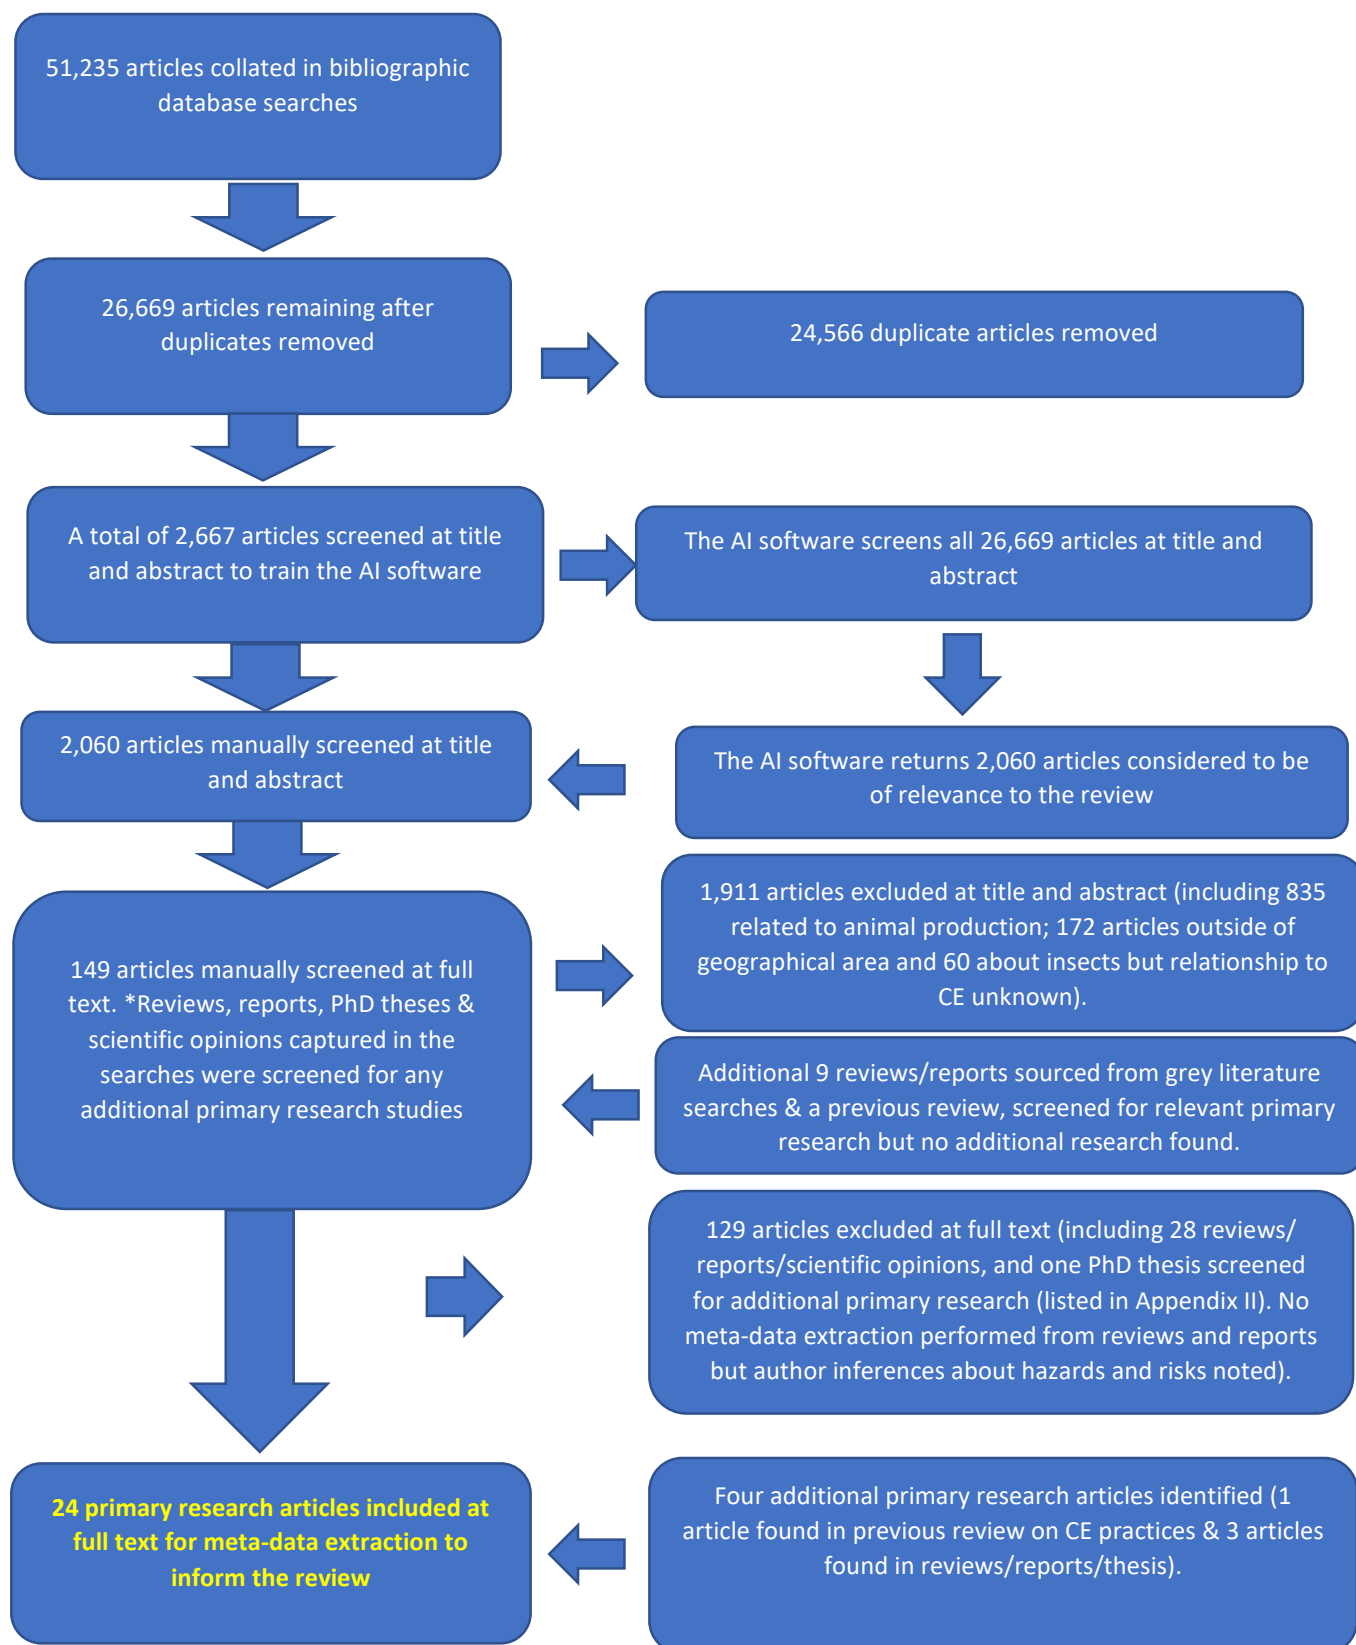 51,235 articles collated in bibliographic
database searches
26,669 articles remaining after
duplicates removed
24,566 duplicate articles removed
A total of 2,667 articles screened at title
and abstract to train the AI software
The AI software screens all 26,669 articles at title and
abstract
2,060 articles manually screened at title
and abstract
The AI software returns 2,060 articles considered to be
of relevance to the review
1,911 articles excluded at title and abstract (including 835
related to animal production; 172 articles outside of
geographical area and 60 about insects but relationship to
CE unknown).
149 articles manually screened at full
text. *Reviews, reports, PhD theses &
scientific opinions captured in the
searches were screened for any
additional primary research studies
Additional 9 reviews/reports sourced from grey literature
searches & a previous review, screened for relevant primary
research but no additional research found.
129 articles excluded at full text (including 28 reviews/
reports/scientific opinions, and one PhD thesis screened
for additional primary research (listed in Appendix II). No
meta-data extraction performed from reviews and reports
but author inferences about hazards and risks noted).
24 primary research articles included at
full text for meta-data extraction to
inform the review
Four additional primary research articles identified (1
article found in previous review on CE practices & 3 articles
found in reviews/reports/thesis).